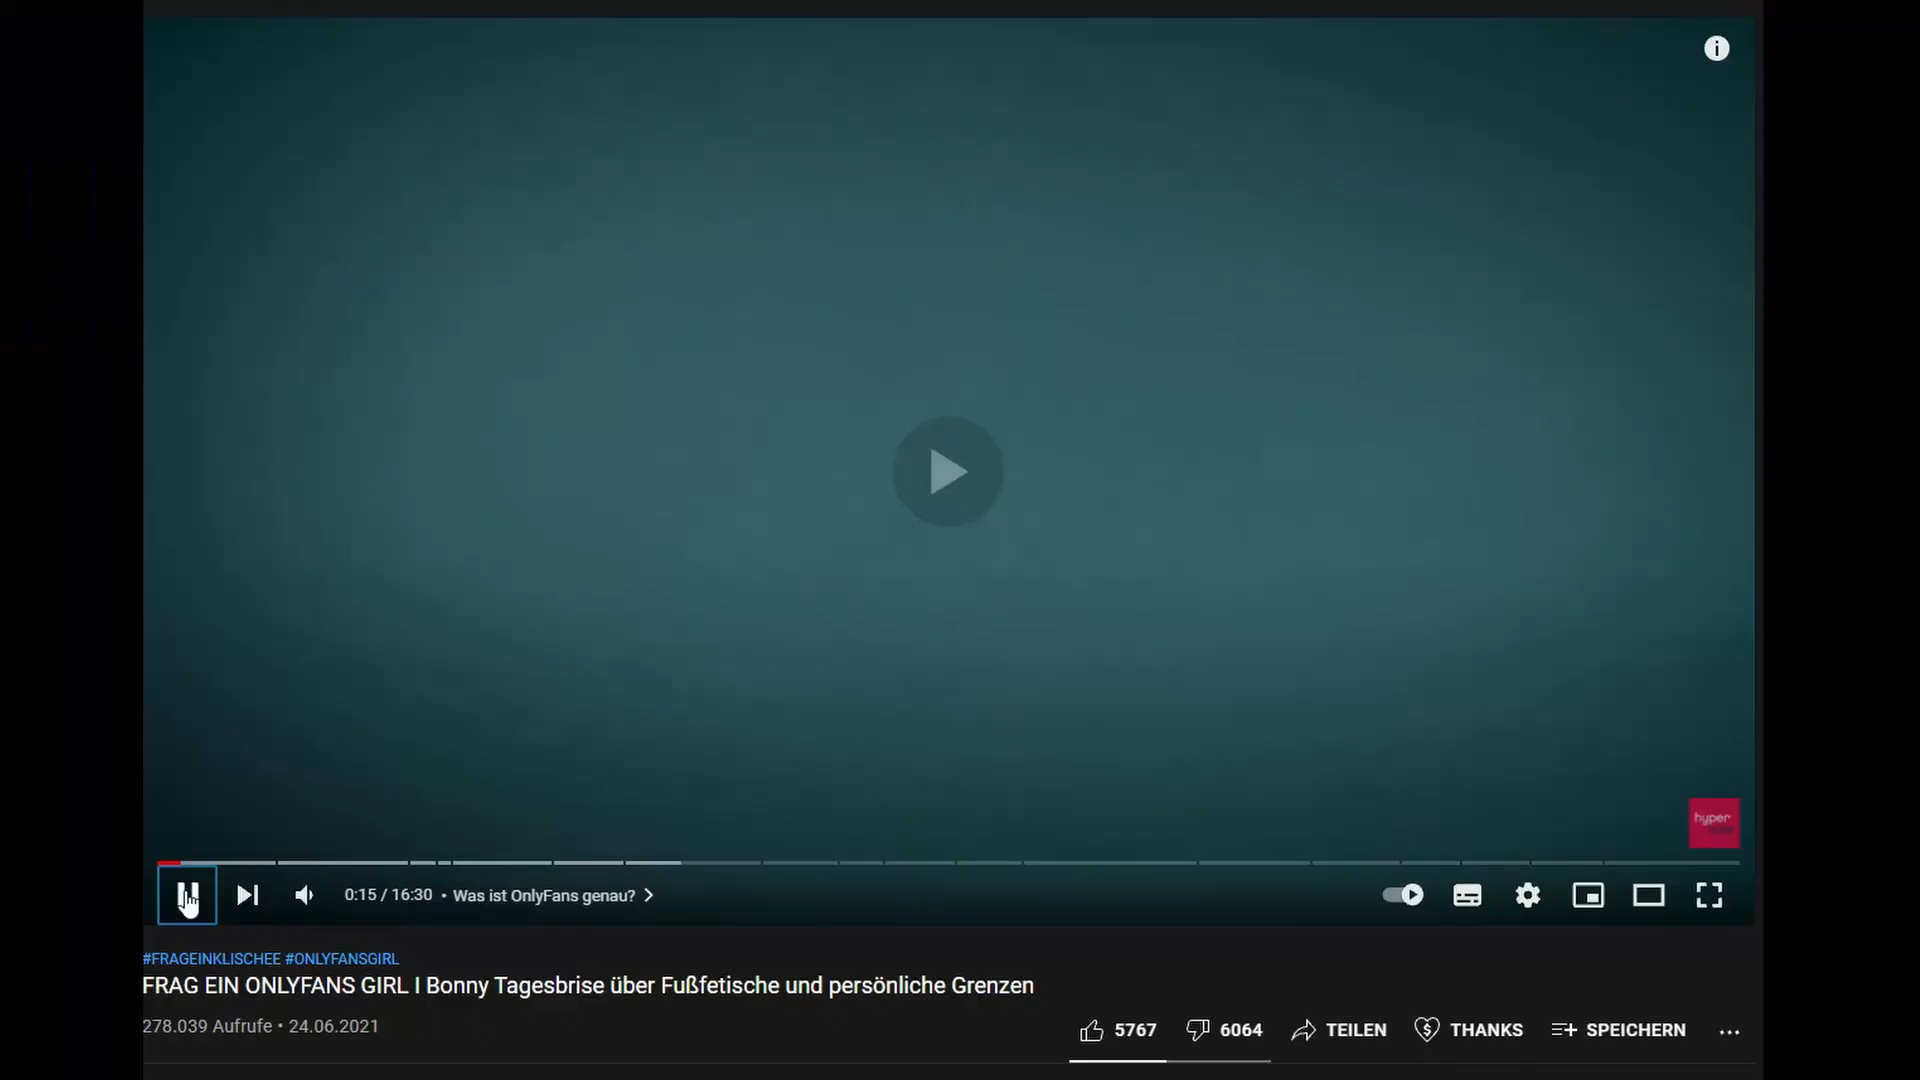 hyper
0:15 / 16:30 • Was ist OnlyFans genau?
#FRAGEINKLISCHEE #ONLYFANSGIRL
FRAG EIN ONLYFANS GIRL I Bonny Tagesbrise über Fußfetische und persönliche Grenzen
278.039 Aufrufe • 24.06.2021
5767 6064 TEILEN THANKS SPEICHERN